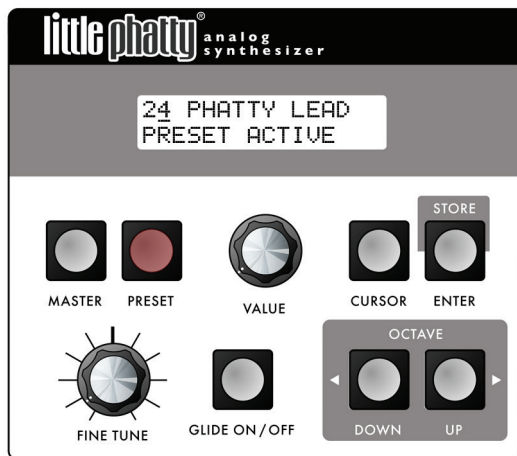 little phatty® analog
synthesizer
24 PHATTY LEAD
PRESET ACTIVE
STORE
MASTER PRESET VALUE CURSOR ENTER
OCTAVE
FINE TUNE GLIDE ON / OFF DOWN UP